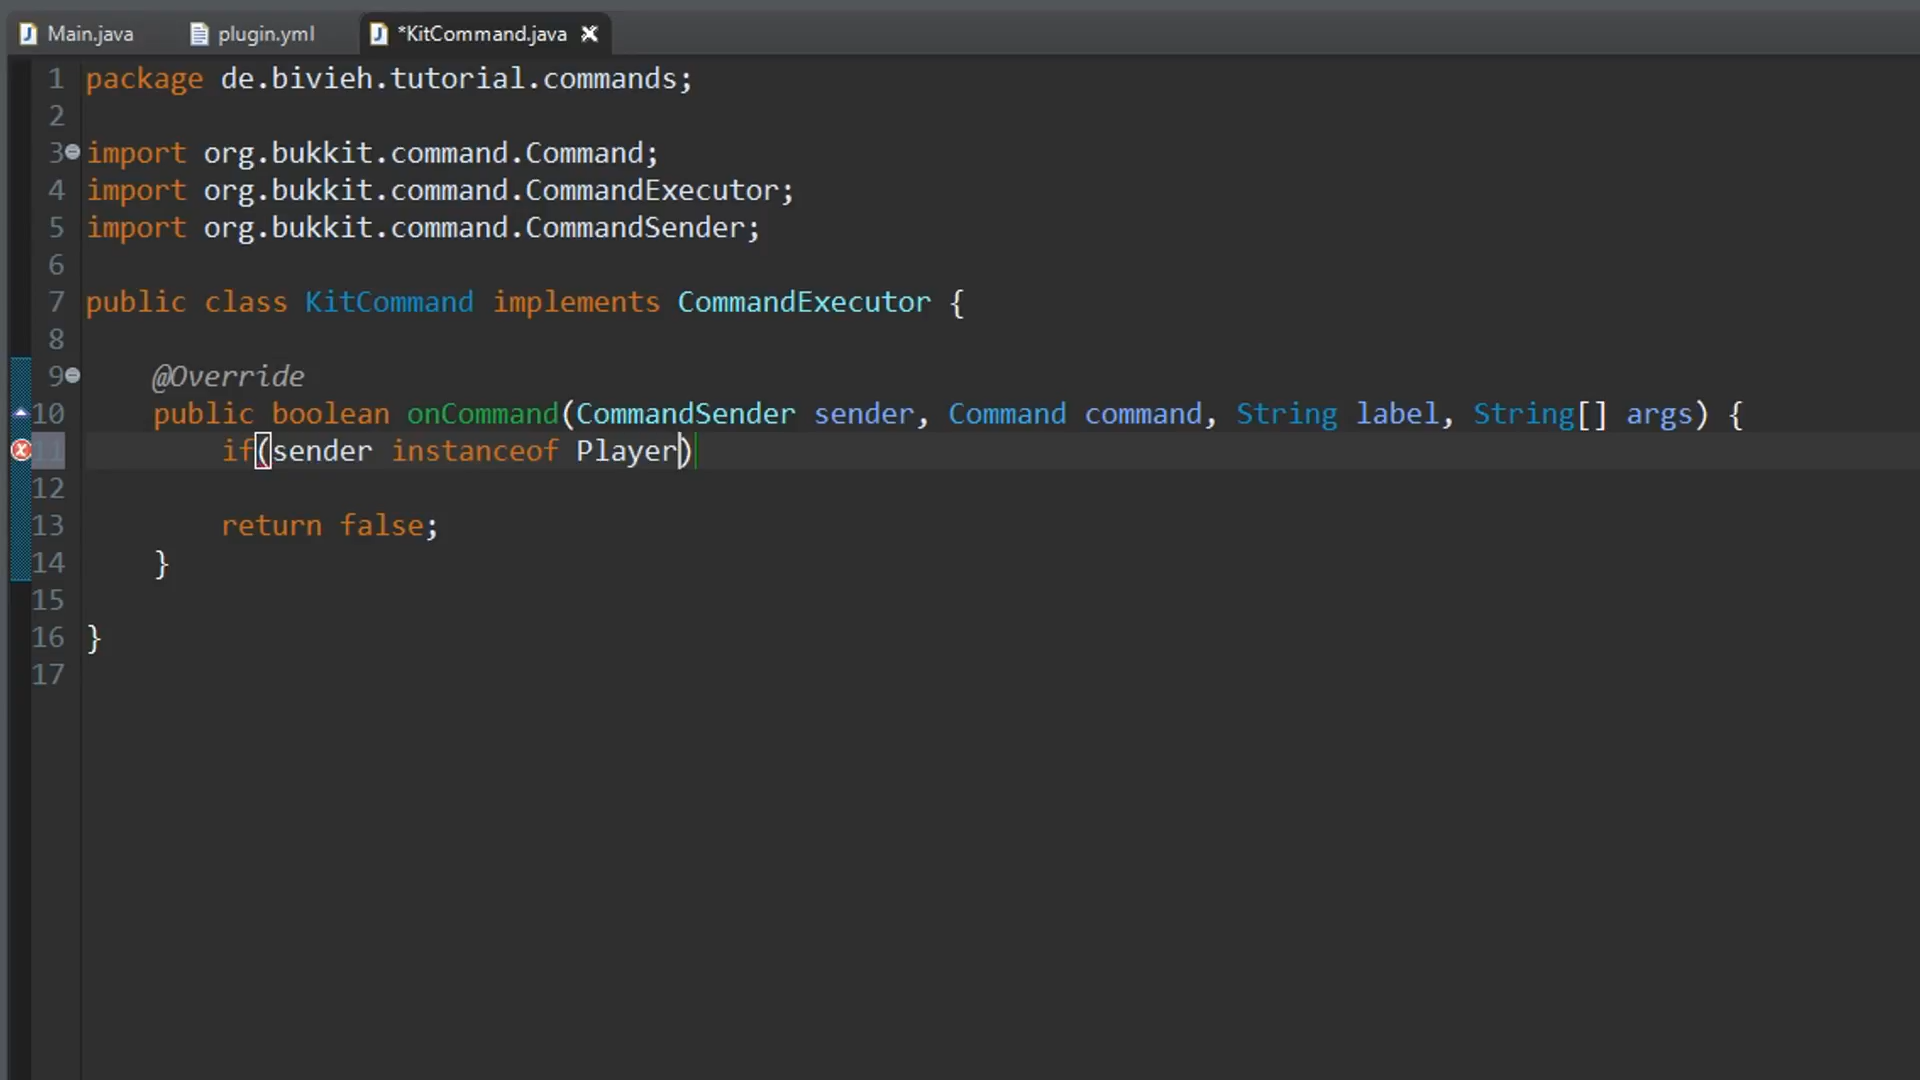 Main.java plugin.yml *KitCommand.java
1 package de.bivieh.tutorial.commands;
2
3 import org.bukkit.command.Command;
4 import org.bukkit.command.CommandExecutor;
5 import org.bukkit.command.CommandSender;
6
7 public class KitCommand implements CommandExecutor {
8
9 @Override
10 public boolean onCommand(CommandSender sender, Command command, String label, String[] args) {
11 if(sender instanceof Player)
12
13 return false;
14 }
15
16 }
17